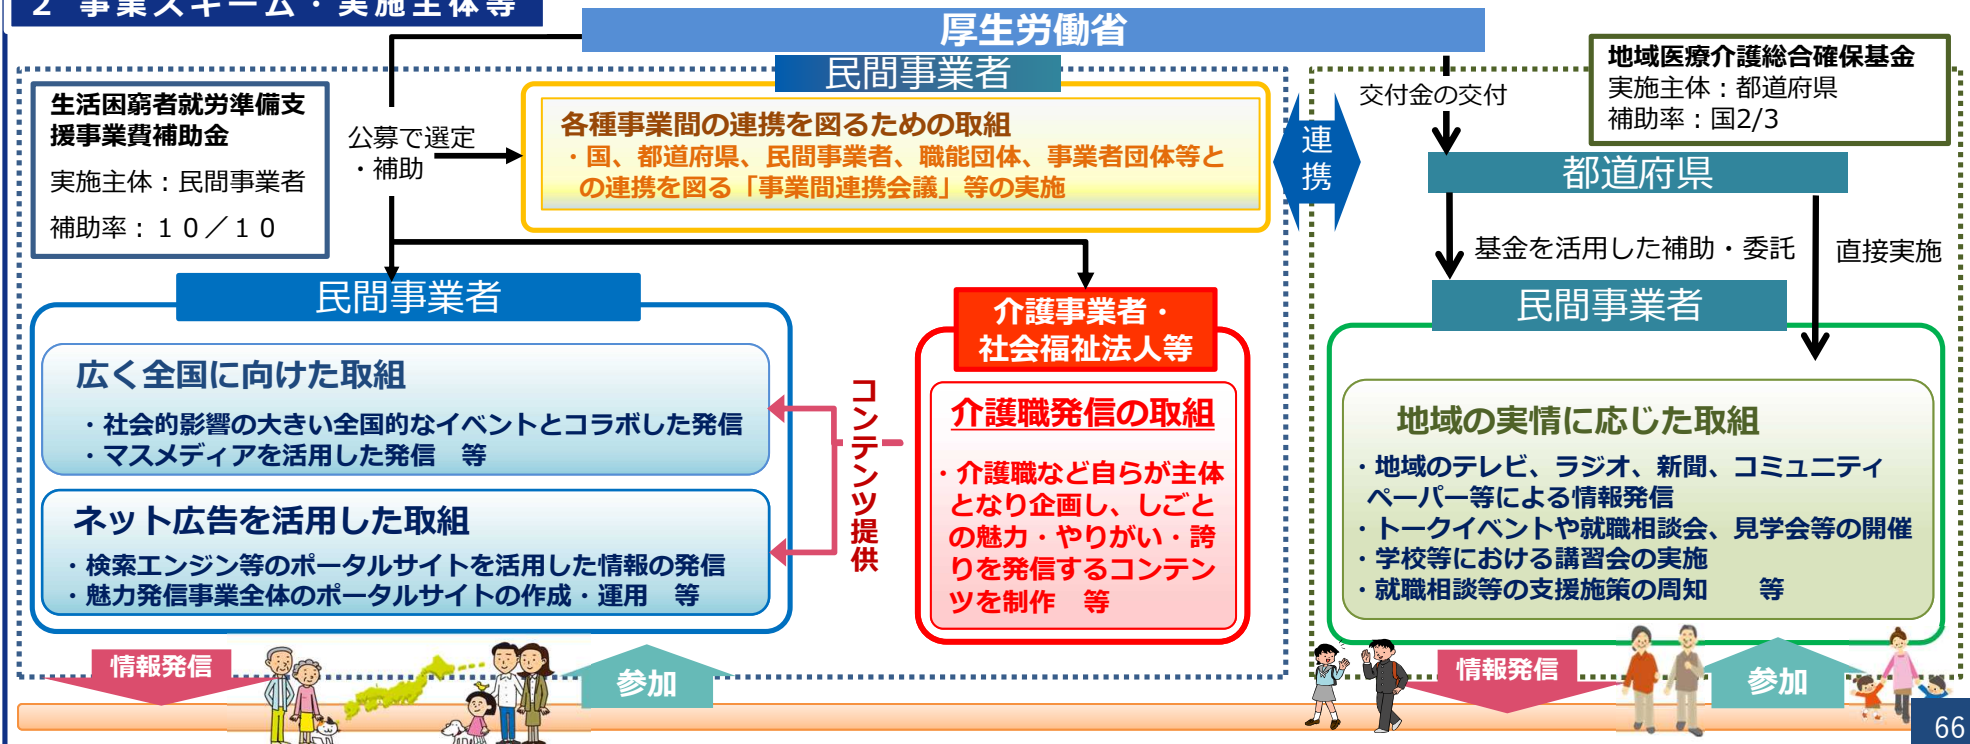 2 事業スキーム・実施主体等
厚生労働省
民間事業者
生活困窮者就労準備支
援事業費補助金
実施主体：民間事業者
補助率：１０／１０
公募で選定
・補助
各種事業間の連携を図るための取組
・国、都道府県、民間事業者、職能団体、事業者団体等と
の連携を図る「事業間連携会議」等の実施
連
携
交付金の交付
地域医療介護総合確保基金
実施主体：都道府県
補助率：国2/3
都道府県
基金を活用した補助・委託
直接実施
民間事業者
広く全国に向けた取組
・社会的影響の大きい全国的なイベントとコラボした発信
・マスメディアを活用した発信　等
ネット広告を活用した取組
・検索エンジン等のポータルサイトを活用した情報の発信
・魅力発信事業全体のポータルサイトの作成・運用　等
コンテンツ提供
介護事業者・
社会福祉法人等
介護職発信の取組
・介護職など自らが主体
となり企画し、しごと
の魅力・やりがい・誇
りを発信するコンテン
ツを制作　等
民間事業者
地域の実情に応じた取組
・地域のテレビ、ラジオ、新聞、コミュニティ
ペーパー等による情報発信
・トークイベントや就職相談会、見学会等の開催
・学校等における講習会の実施
・就職相談等の支援施策の周知　　等
情報発信
参加
情報発信
参加
66